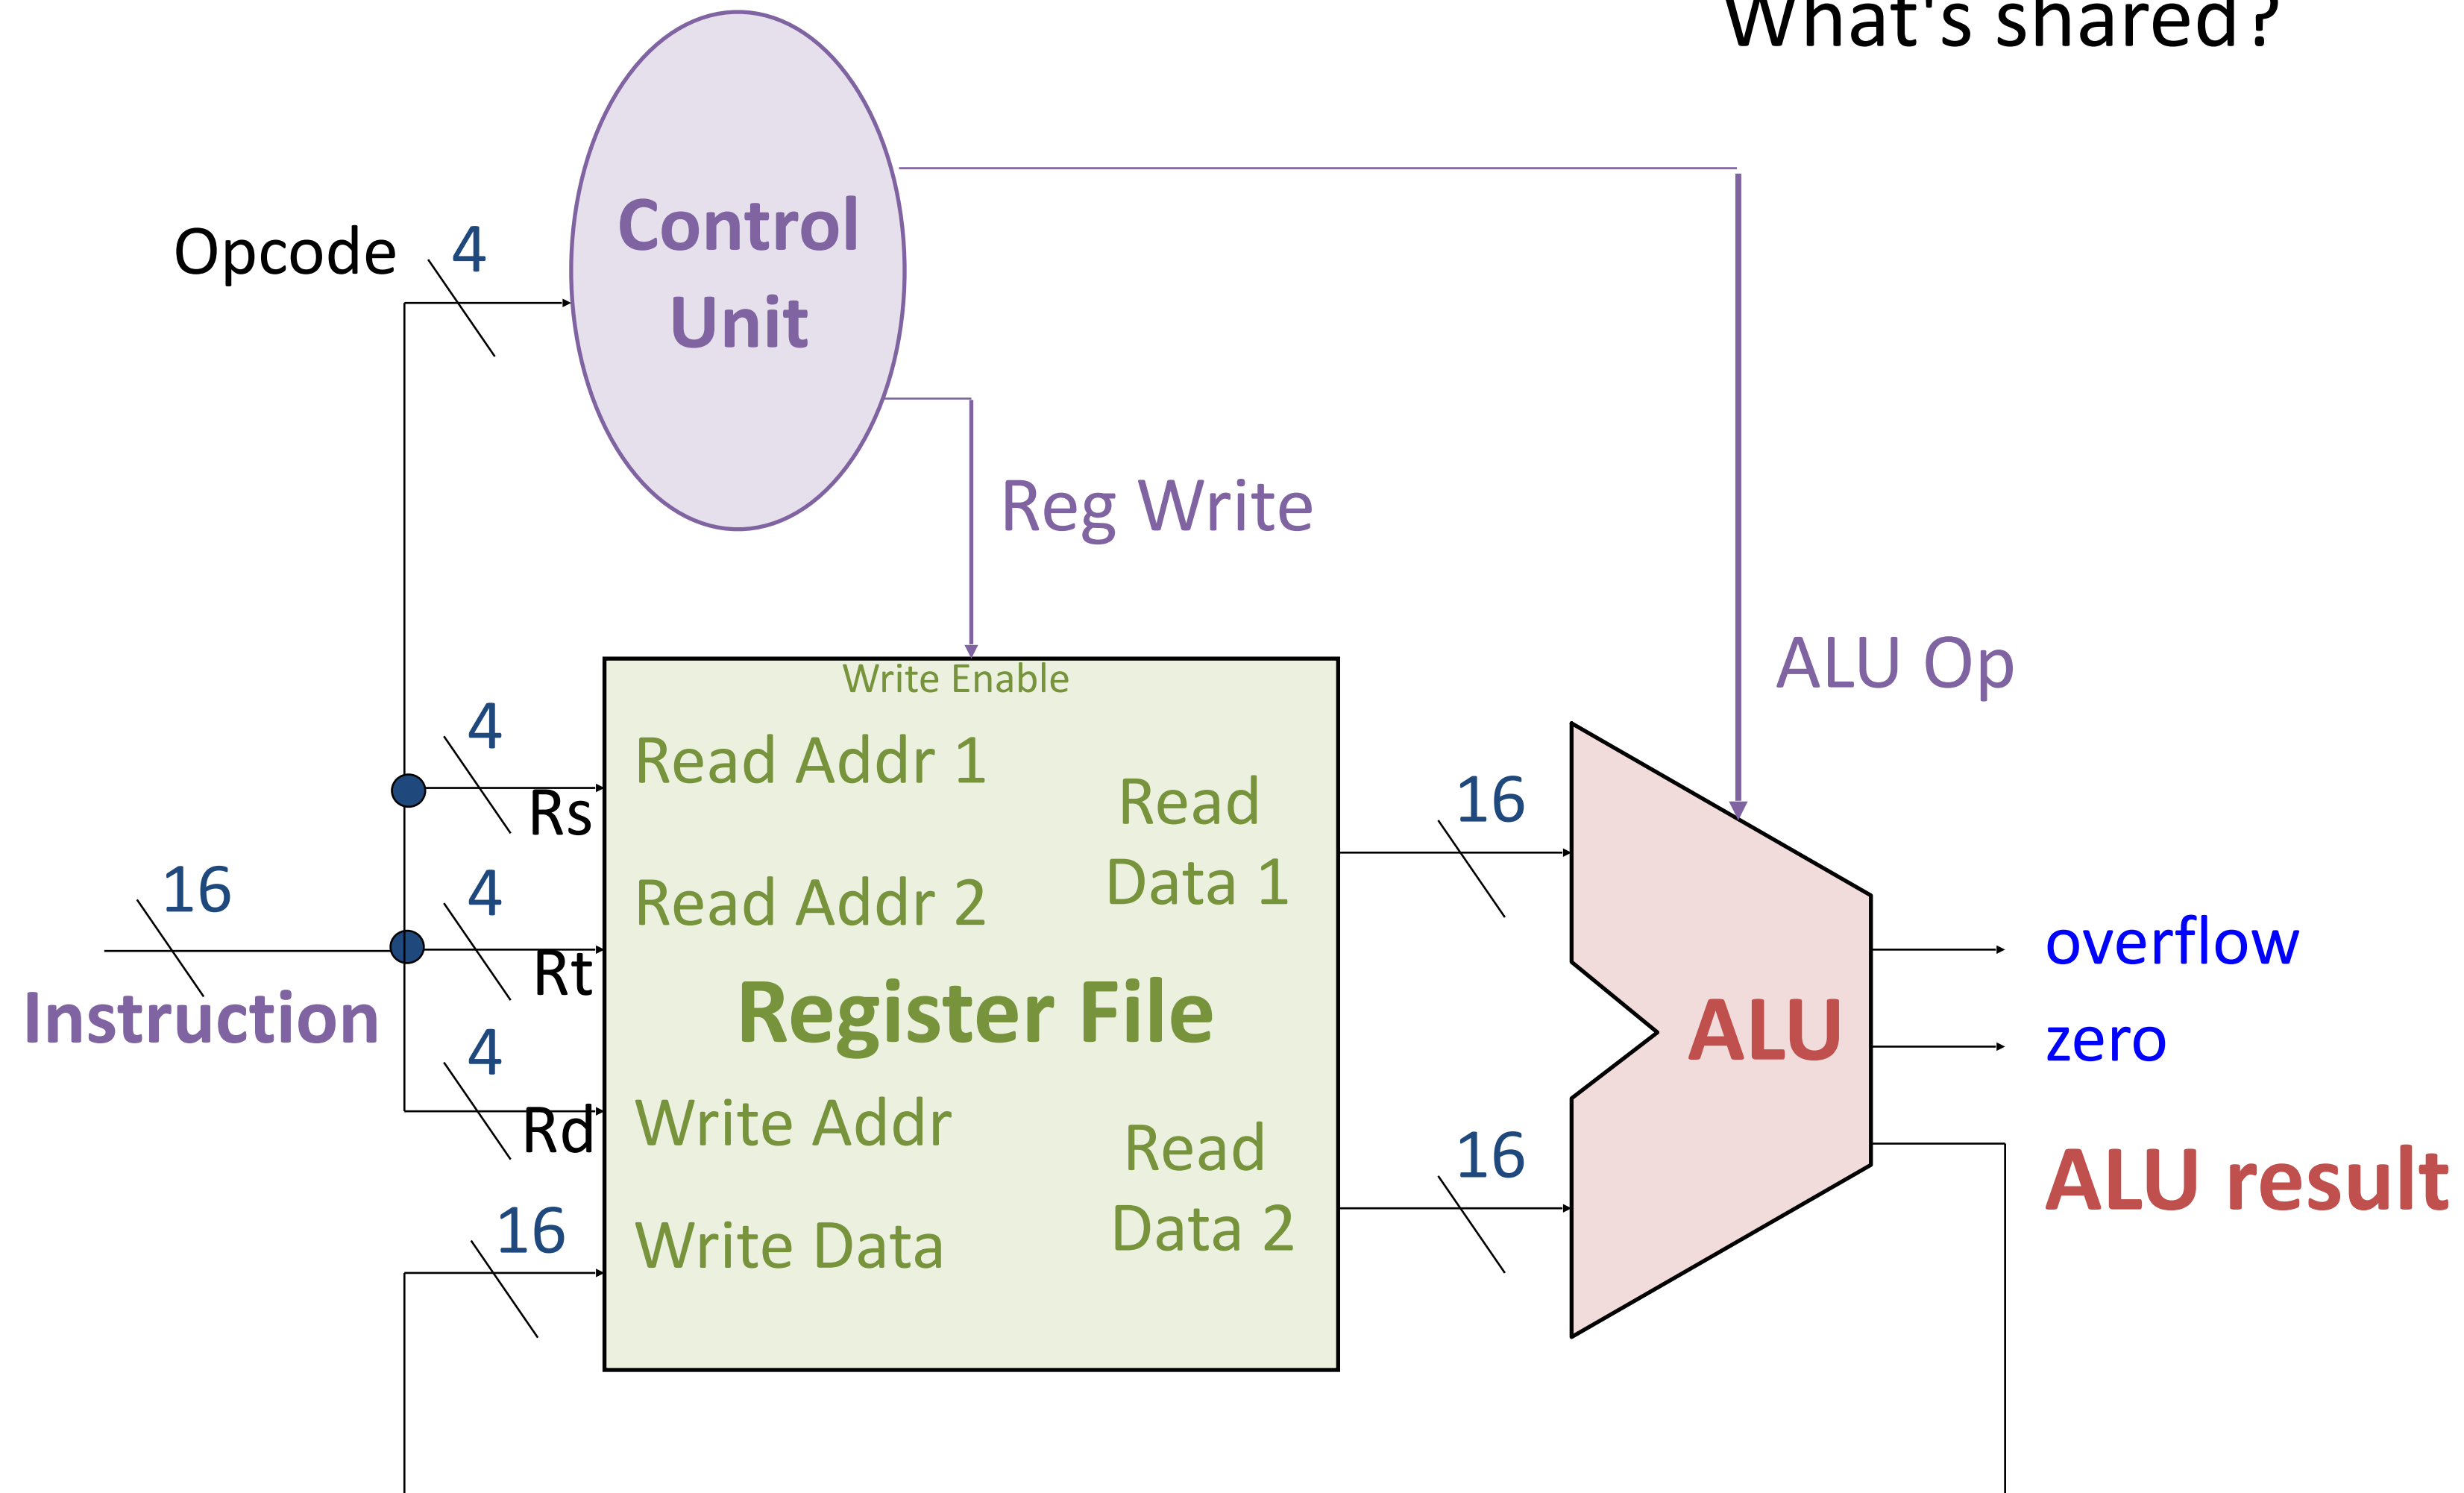 What's shared?
Control
Unit
Opcode
4
Reg Write
Write Enable
ALU Op
4
Read Addr 1
Rs
Read
Data 1
16
16
4
Read Addr 2
Rt
Instruction
Register File
ALU
overflow
zero
4
Write Addr
Rd
Read
Data 2
16
ALU result
16
Write Data